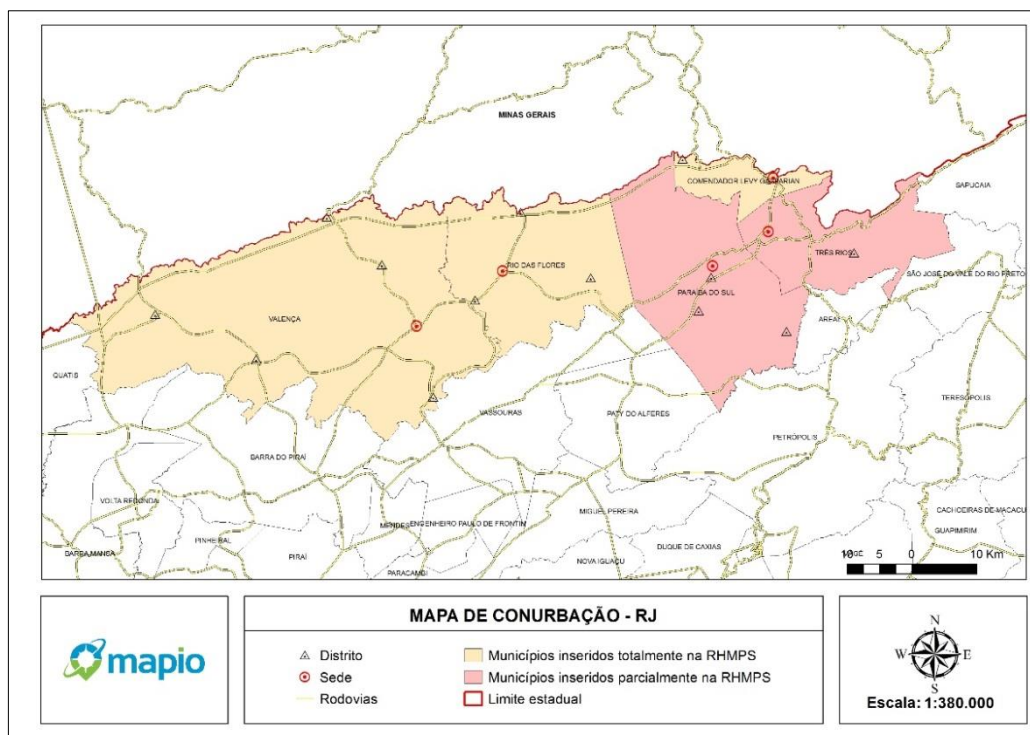 MINAS GERAIS
SAPUCAIA
RIO DAS FLORES
TRÊS RIOS
PARAÍBA DO SUL
SÃO JOSÉ DO VALE DO RIO PRETO
VALENÇA
AREAL
QUATIS
VASSOURAS
PATY DO ALFERES
TERESÓPOLIS
PETRÓPOLIS
BARRA DO PIRAÍ
VOLTA REDONDA
MENDES
ENGENHEIRO PAULO DE FRONTIN
MIGUEL PEREIRA
CACHOEIRAS DE MACACU
GUAPIMIRIM
PINHEIRAL
BARRA MANSA
PIRAÍ
DUQUE DE CAXIAS
NOVA IGUAÇU
PARACAMBI
10 5 0 10 Km
MAPA DE CONURBAÇÃO - RJ
mapio
Distrito
Sede
Rodovias
Municípios inseridos totalmente na RHMPS
Municípios inseridos parcialmente na RHMPS
Limite estadual
N
W E
S
Escala: 1:380.000